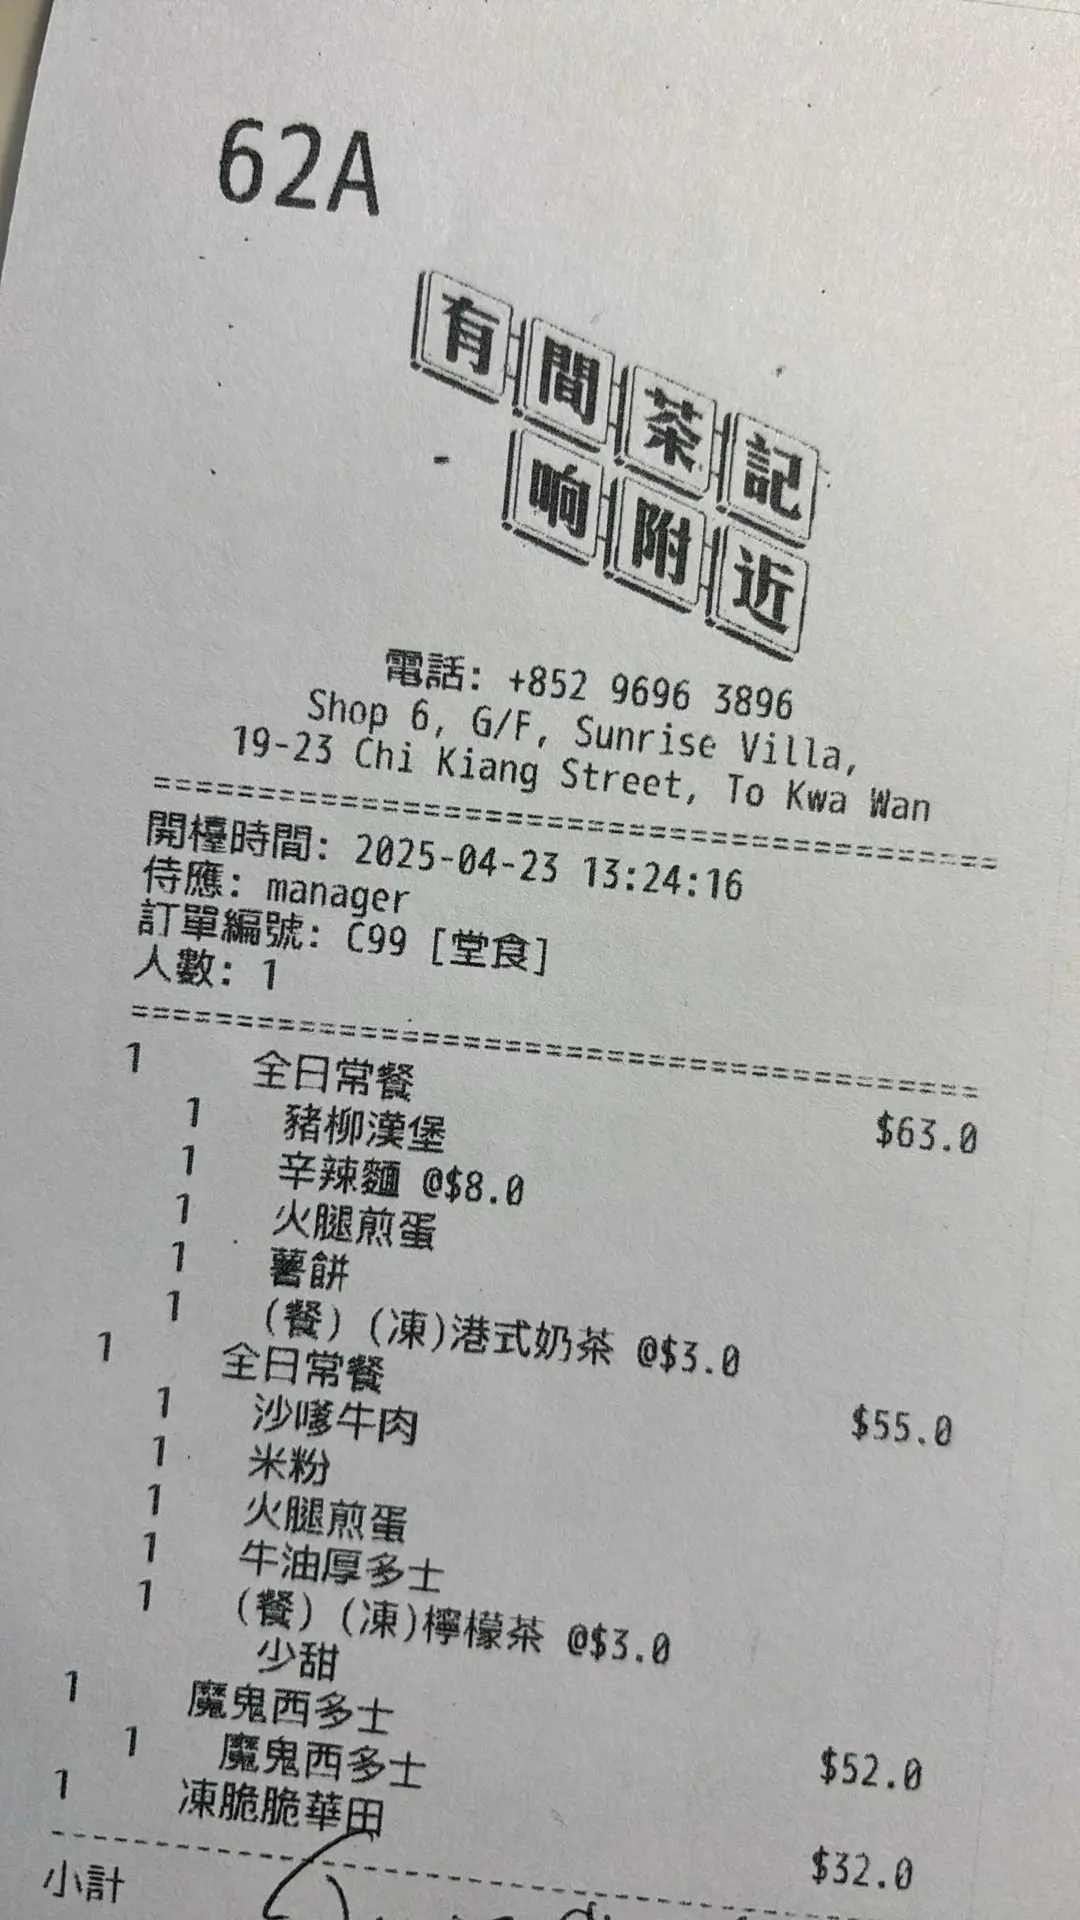 62A
有間茶記
响附近
電話: +852 9696 3896
Shop 6, G/F, Sunrise Villa,
19-23 Chi Kiang Street, To Kwa Wan
==========================================
開檯時間: 2025-04-23 13:24:16
侍應: manager
訂單編號: C99 [堂食]
人數: 1
==========================================
1 全日常餐 $63.0
1 豬柳漢堡
1 辛辣麵 @$8.0
1 火腿煎蛋
1 薯餅
1 (餐) (凍)港式奶茶 @$3.0
1 全日常餐 $55.0
1 沙嗲牛肉
1 米粉
1 火腿煎蛋
1 牛油厚多士
1 (餐) (凍)檸檬茶 @$3.0
少甜
1 魔鬼西多士 $52.0
1 魔鬼西多士
1 凍脆脆華田 $32.0
小計